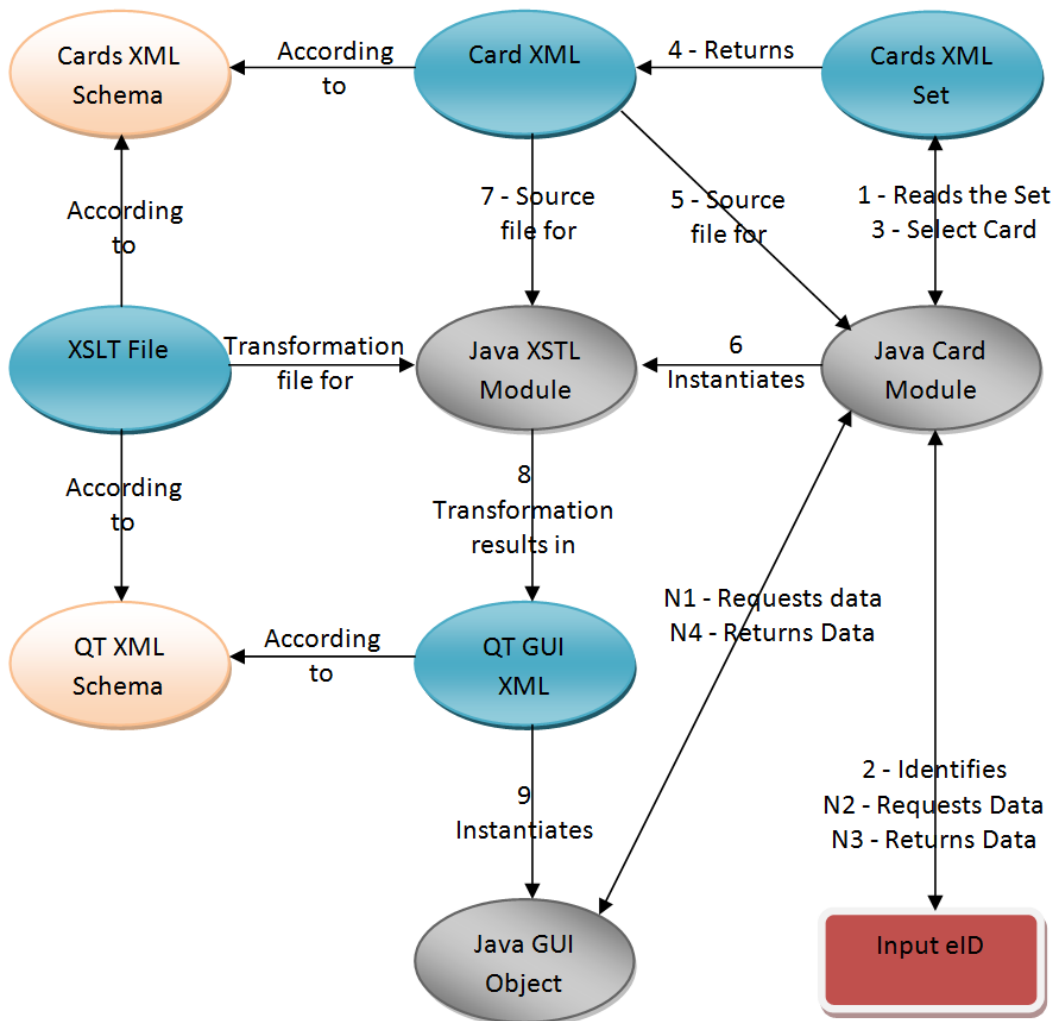 Cards XML
Schema
According
to
Card XML
4 - Returns
Cards XML
Set
According
to
7 - Source
file for
5 - Source
file for
1 - Reads the Set
3 - Select Card
XSLT File
Transformation
file for
Java XSTL
Module
6
Instantiates
Java Card
Module
According
to
8
Transformation
results in
N1 - Requests data
N4 - Returns Data
QT XML
Schema
According
to
QT GUI
XML
9
Instantiates
2 - Identifies
N2 - Requests Data
N3 - Returns Data
Java GUI
Object
Input eID